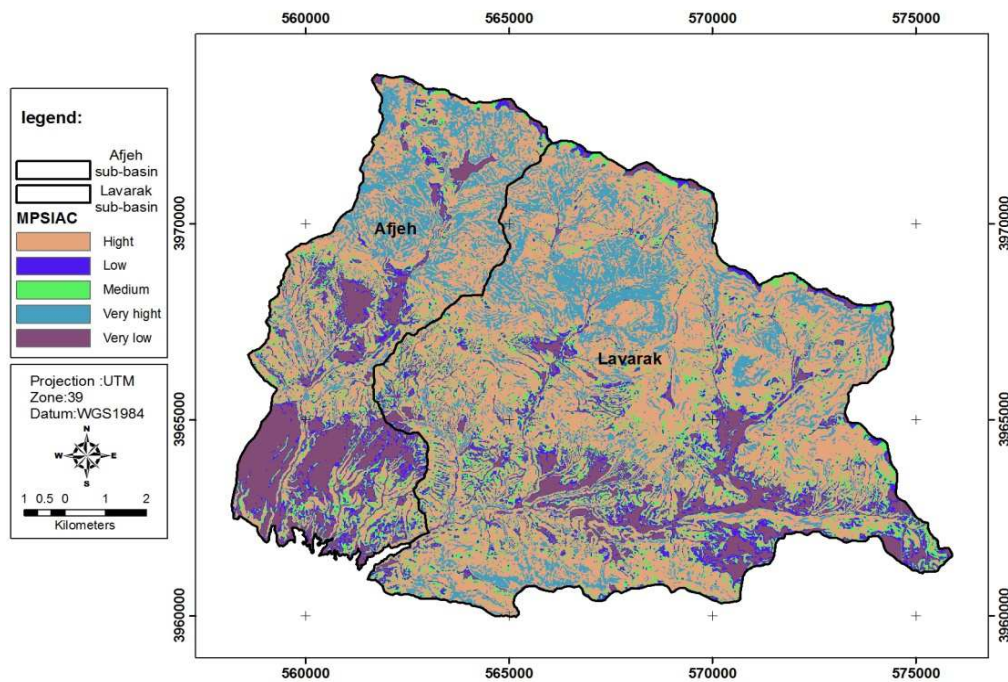 560000 565000 570000 575000
legend:
Afjeh
sub-basin
Lavarak
sub-basin
MPSIAC
Hight
Low
Medium
Very hight
Very low
Projection :UTM
Zone:39
Datum:WGS1984
N
W E
S
1 0.5 0 1 2
Kilometers
Afjeh
Lavarak
3970000 3970000
3965000 3965000
3960000 3960000
560000 565000 570000 575000